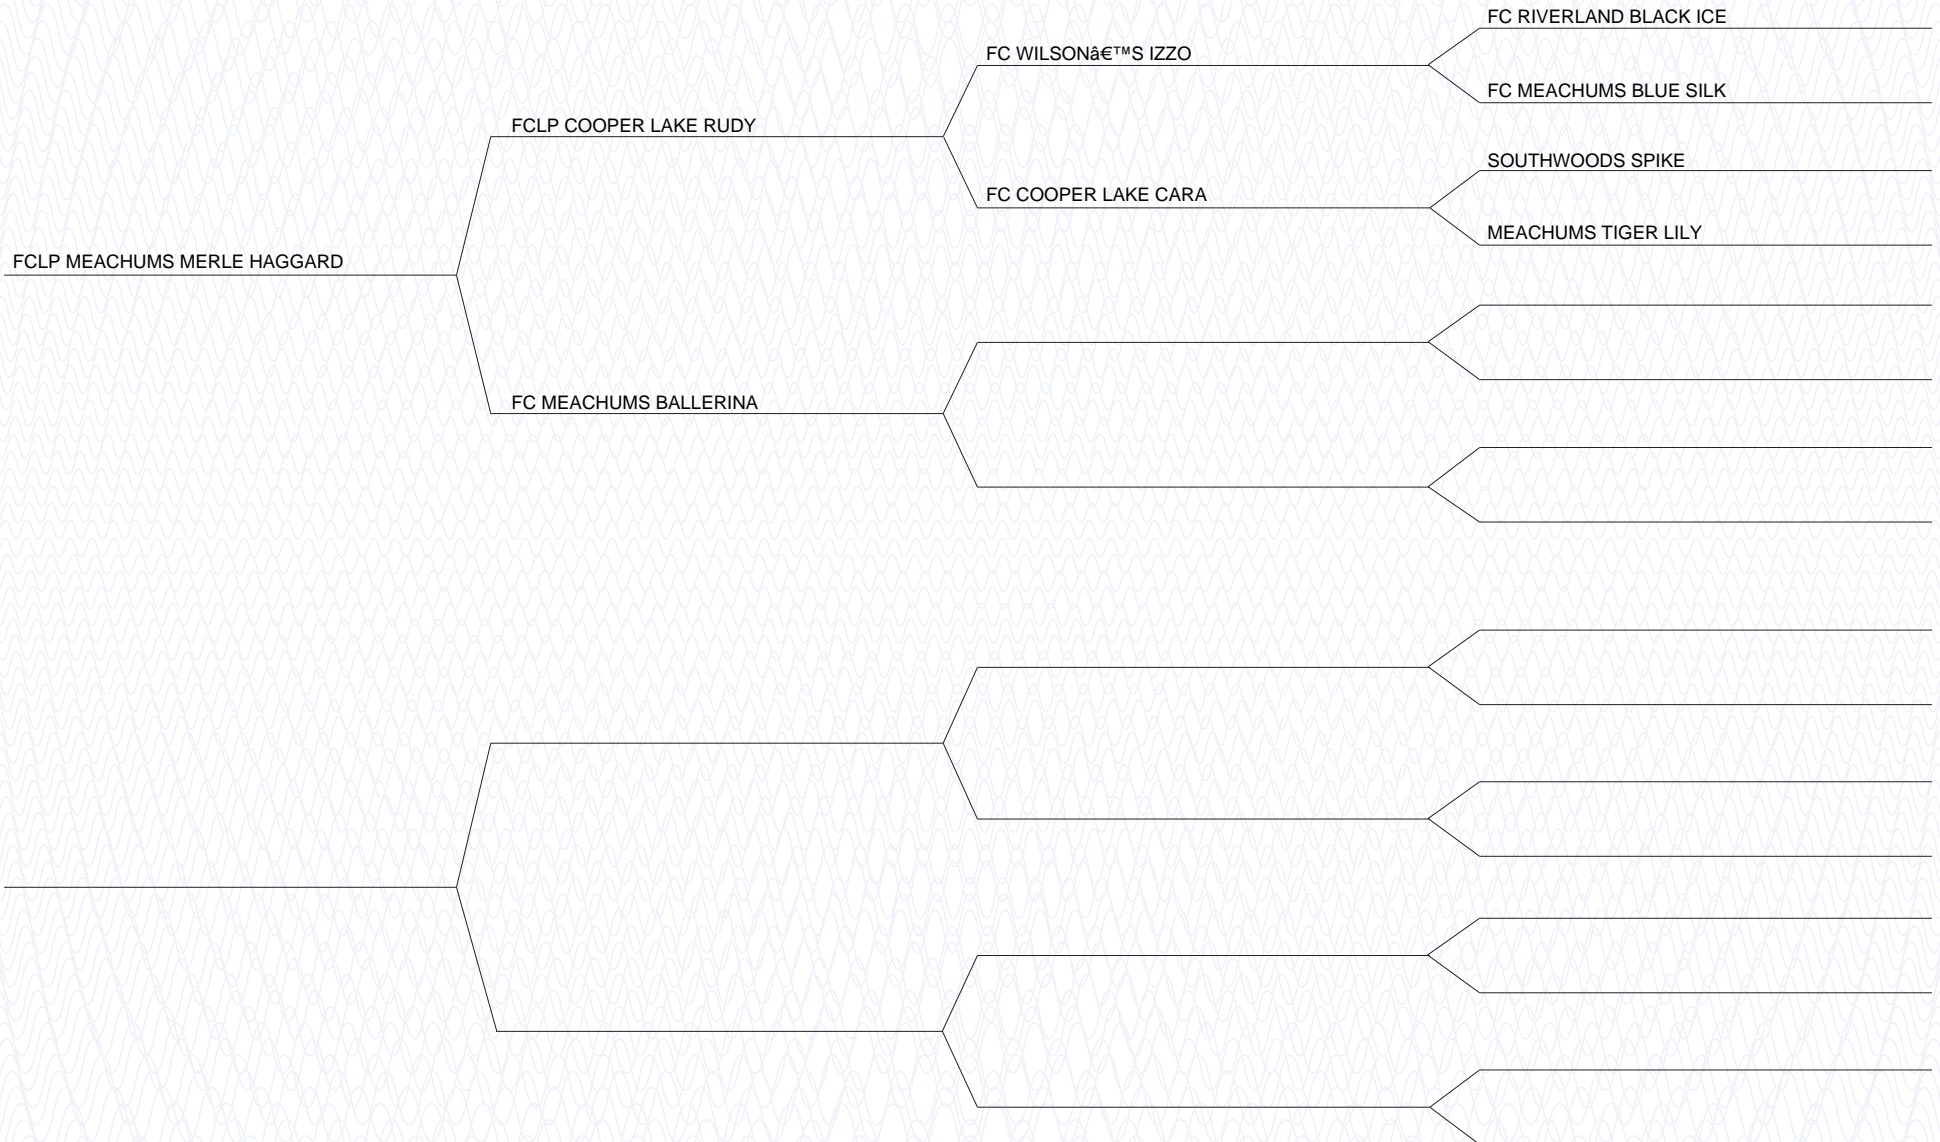 FC RIVERLAND BLACK ICE
FC WILSONâ€™S IZZO
FC MEACHUMS BLUE SILK
FCLP COOPER LAKE RUDY
SOUTHWOODS SPIKE
FC COOPER LAKE CARA
MEACHUMS TIGER LILY
FCLP MEACHUMS MERLE HAGGARD
FC MEACHUMS BALLERINA